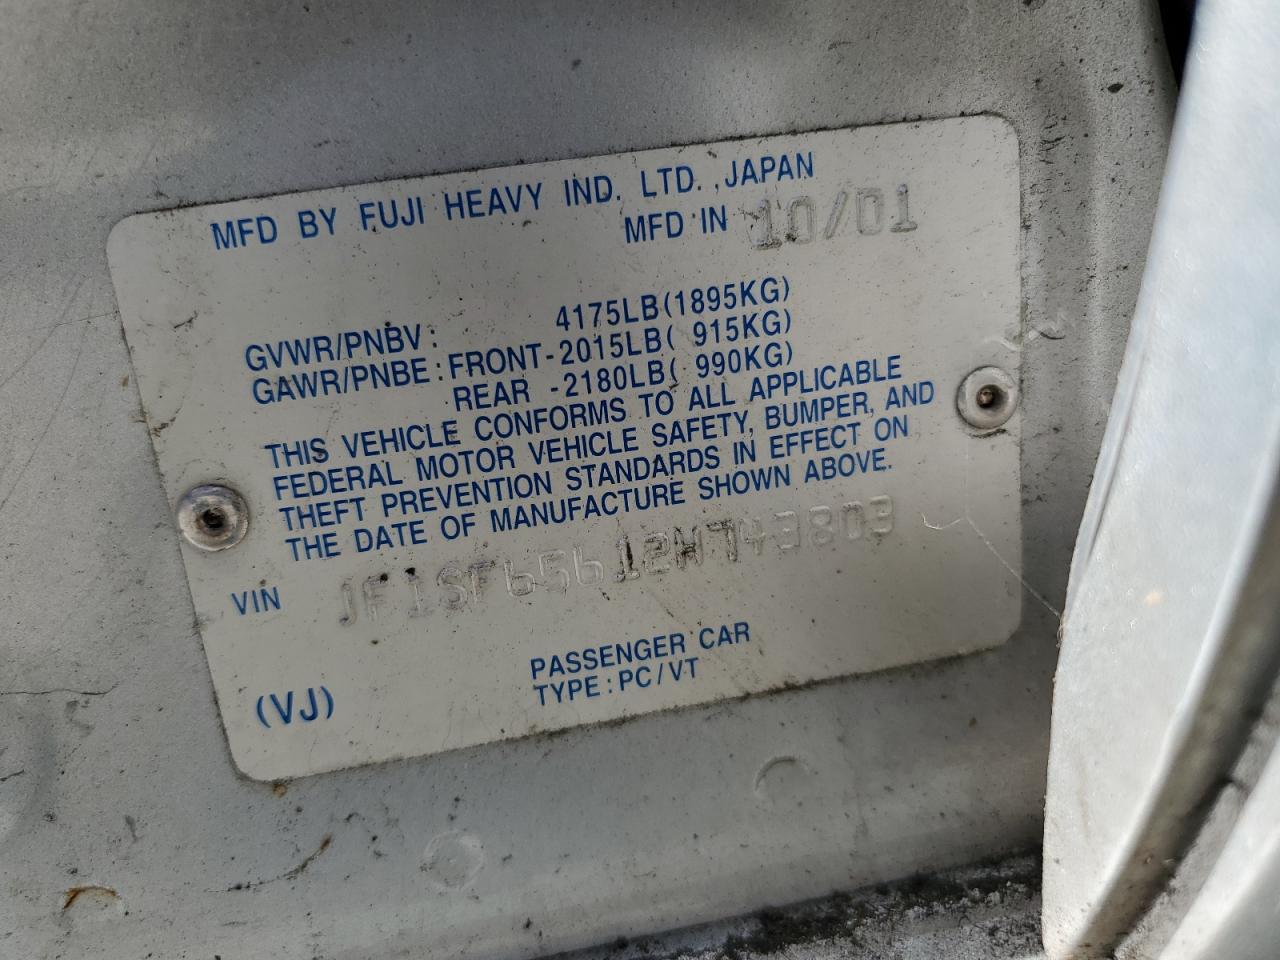 MFD BY FUJI HEAVY IND. LTD., JAPAN
MFD IN 10/01
GVWR/PNBV: 4175LB(1895KG)
GAWR/PNBE:FRONT-2015LB( 915KG)
REAR -2180LB( 990KG)
THIS VEHICLE CONFORMS TO ALL APPLICABLE
FEDERAL MOTOR VEHICLE SAFETY, BUMPER, AND
THEFT PREVENTION STANDARDS IN EFFECT ON
THE DATE OF MANUFACTURE SHOWN ABOVE.
VIN JF1SF65612H743803
PASSENGER CAR
(VJ) TYPE:PC/VT